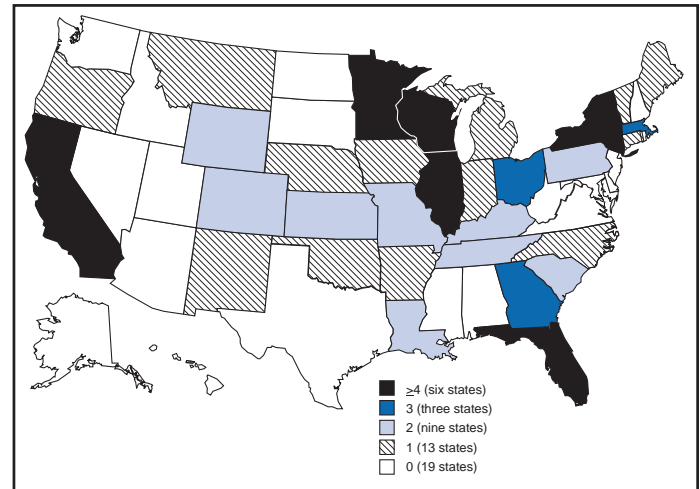 ≥4 (six states)
3 (three states)
2 (nine states)
1 (13 states)
0 (19 states)